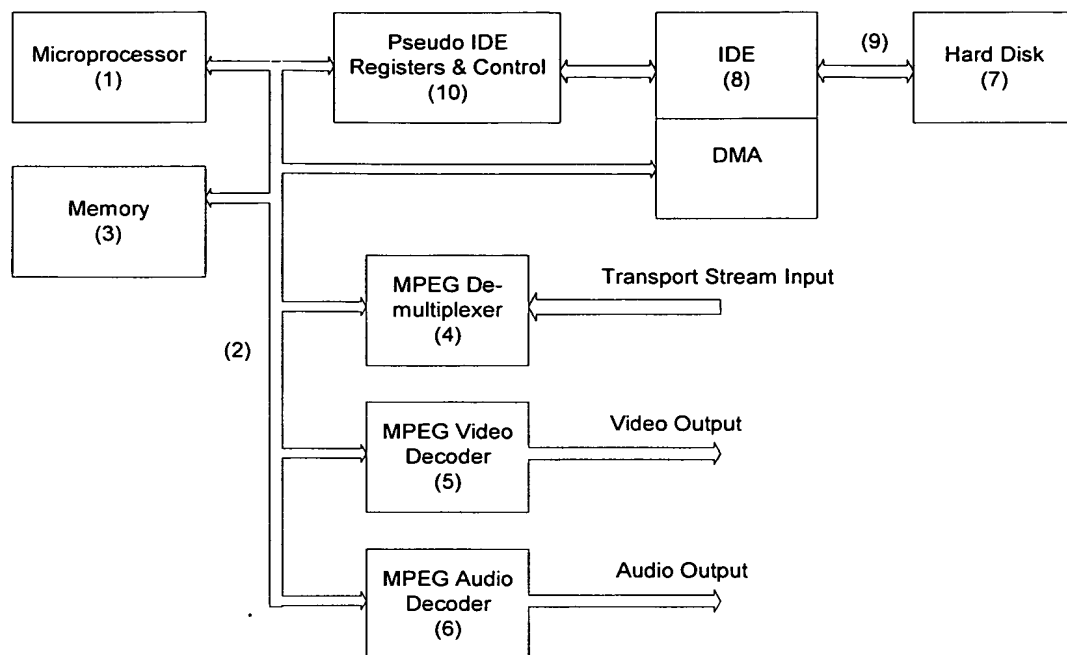 Microprocessor
(1)
Pseudo IDE
Registers & Control
(10)
IDE
(8)
(9)
Hard Disk
(7)
DMA
Memory
(3)
MPEG De-
multiplexer
(4)
Transport Stream Input
(2)
MPEG Video
Decoder
(5)
Video Output
MPEG Audio
Decoder
(6)
Audio Output